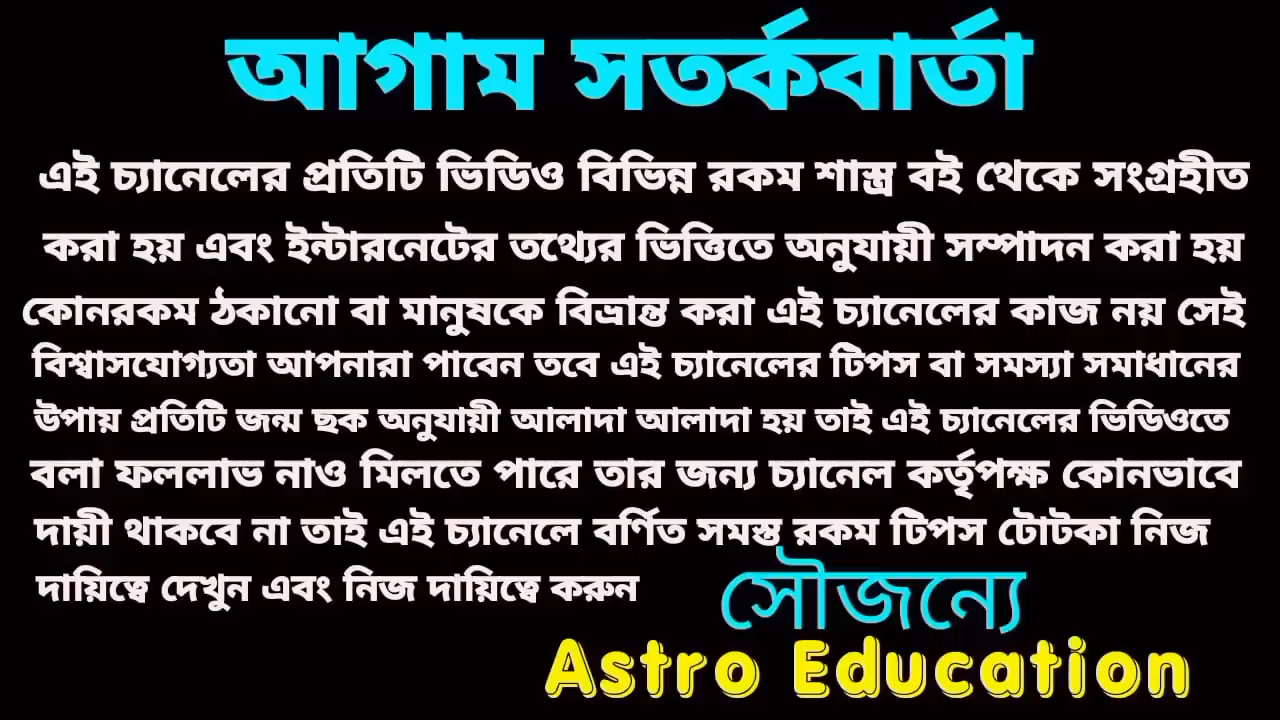 আগাম সতর্কবার্তা
এই চ্যানেলের প্রতিটি ভিডিও বিভিন্ন রকম শাস্ত্র বই থেকে সংগ্রহীত
করা হয় এবং ইন্টারনেটের তথ্যের ভিত্তিতে অনুযায়ী সম্পাদন করা হয়
কোনরকম ঠকানো বা মানুষকে বিভ্রান্ত করা এই চ্যানেলের কাজ নয় সেই
বিশ্বাসযোগ্যতা আপনারা পাবেন তবে এই চ্যানেলের টিপস বা সমস্যা সমাধানের
উপায় প্রতিটি জন্ম ছক অনুযায়ী আলাদা আলাদা হয় তাই এই চ্যানেলের ভিডিওতে
বলা ফললাভ নাও মিলতে পারে তার জন্য চ্যানেল কর্তৃপক্ষ কোনভাবে
দায়ী থাকবে না তাই এই চ্যানেলে বর্ণিত সমস্ত রকম টিপস টোটকা নিজ
দায়িত্বে দেখুন এবং নিজ দায়িত্বে করুন
সৌজন্যে
Astro Education